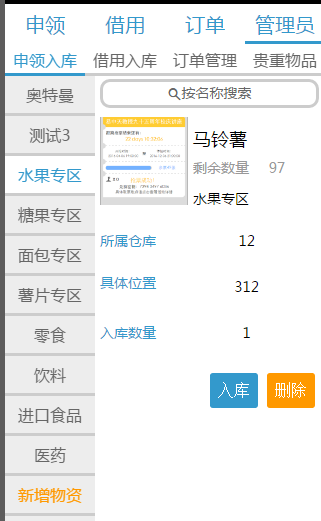 申领 借用 订单 管理员
申领入库 借用入库 订单管理 贵重物品
奥特曼
测试3
水果专区
糖果专区
面包专区
薯片专区
零食
饮料
进口食品
医药
新增物资
按名称搜索
马铃薯
剩余数量 97
水果专区
所属仓库 12
具体位置 312
入库数量 1
入库 删除